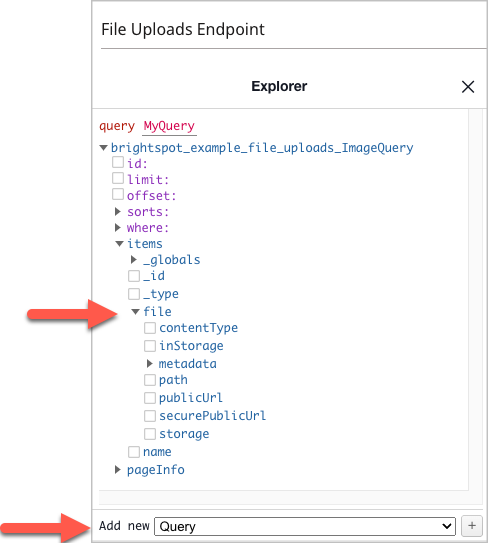 File Uploads Endpoint
Explorer
query MyQuery
brightspot_example_file_uploads_ImageQuery
id:
limit:
offset:
sorts:
where:
items
_globals
_id
_type
file
contentType
inStorage
metadata
path
publicUrl
securePublicUrl
storage
name
pageInfo
Add new Query +